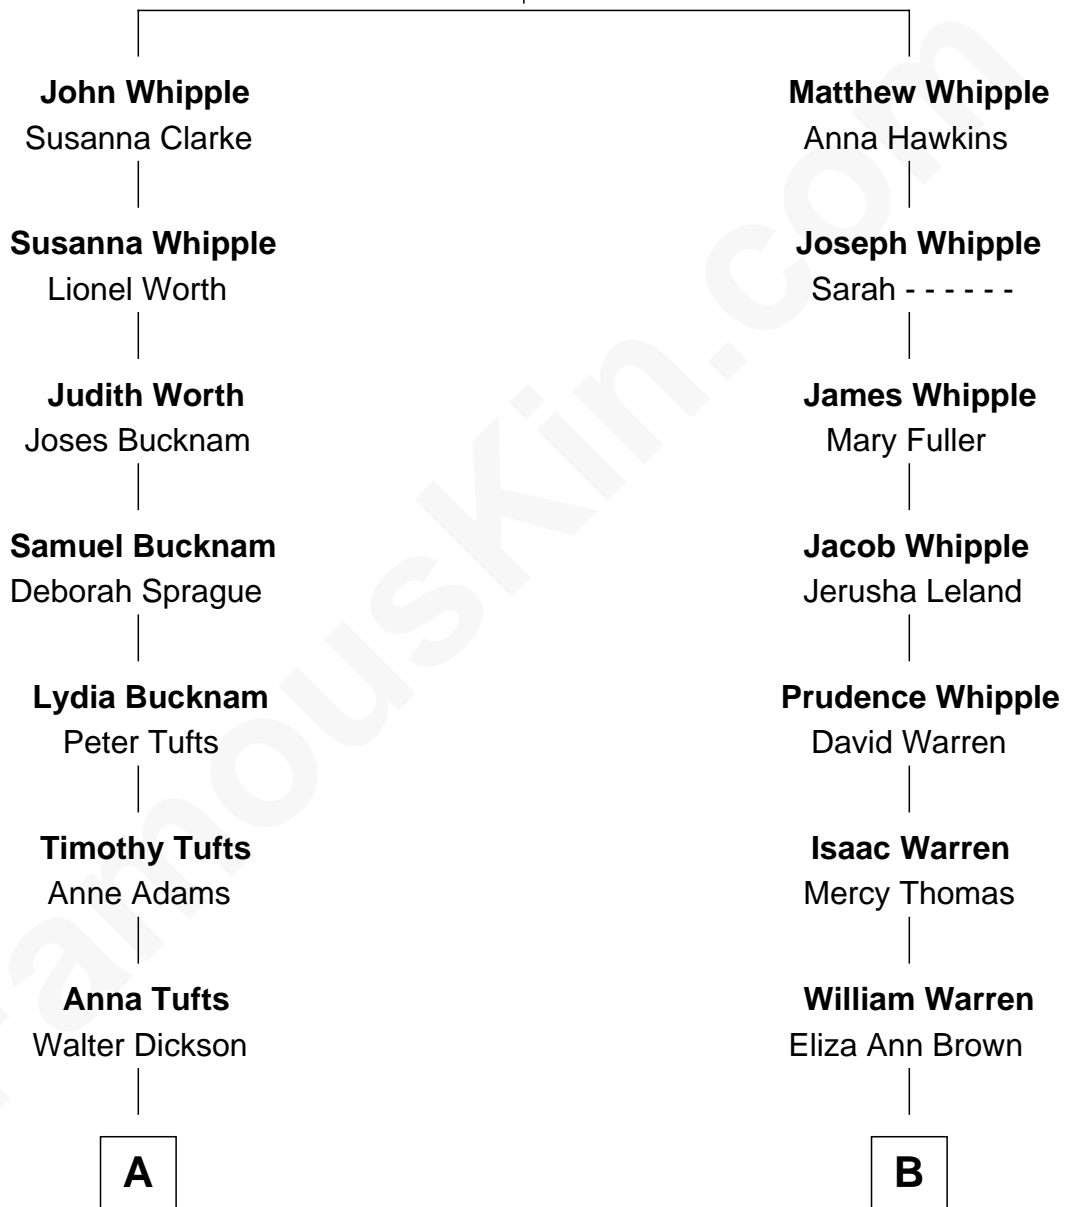 John Whipple
Susanna Clarke
Susanna Whipple
Lionel Worth
Judith Worth
Joses Bucknam
Samuel Bucknam
Deborah Sprague
Lydia Bucknam
Peter Tufts
Timothy Tufts
Anne Adams
Anna Tufts
Walter Dickson
A
Matthew Whipple
Anna Hawkins
Joseph Whipple
Sarah - - - - - -
James Whipple
Mary Fuller
Jacob Whipple
Jerusha Leland
Prudence Whipple
David Warren
Isaac Warren
Mercy Thomas
William Warren
Eliza Ann Brown
B
FamousKin.com